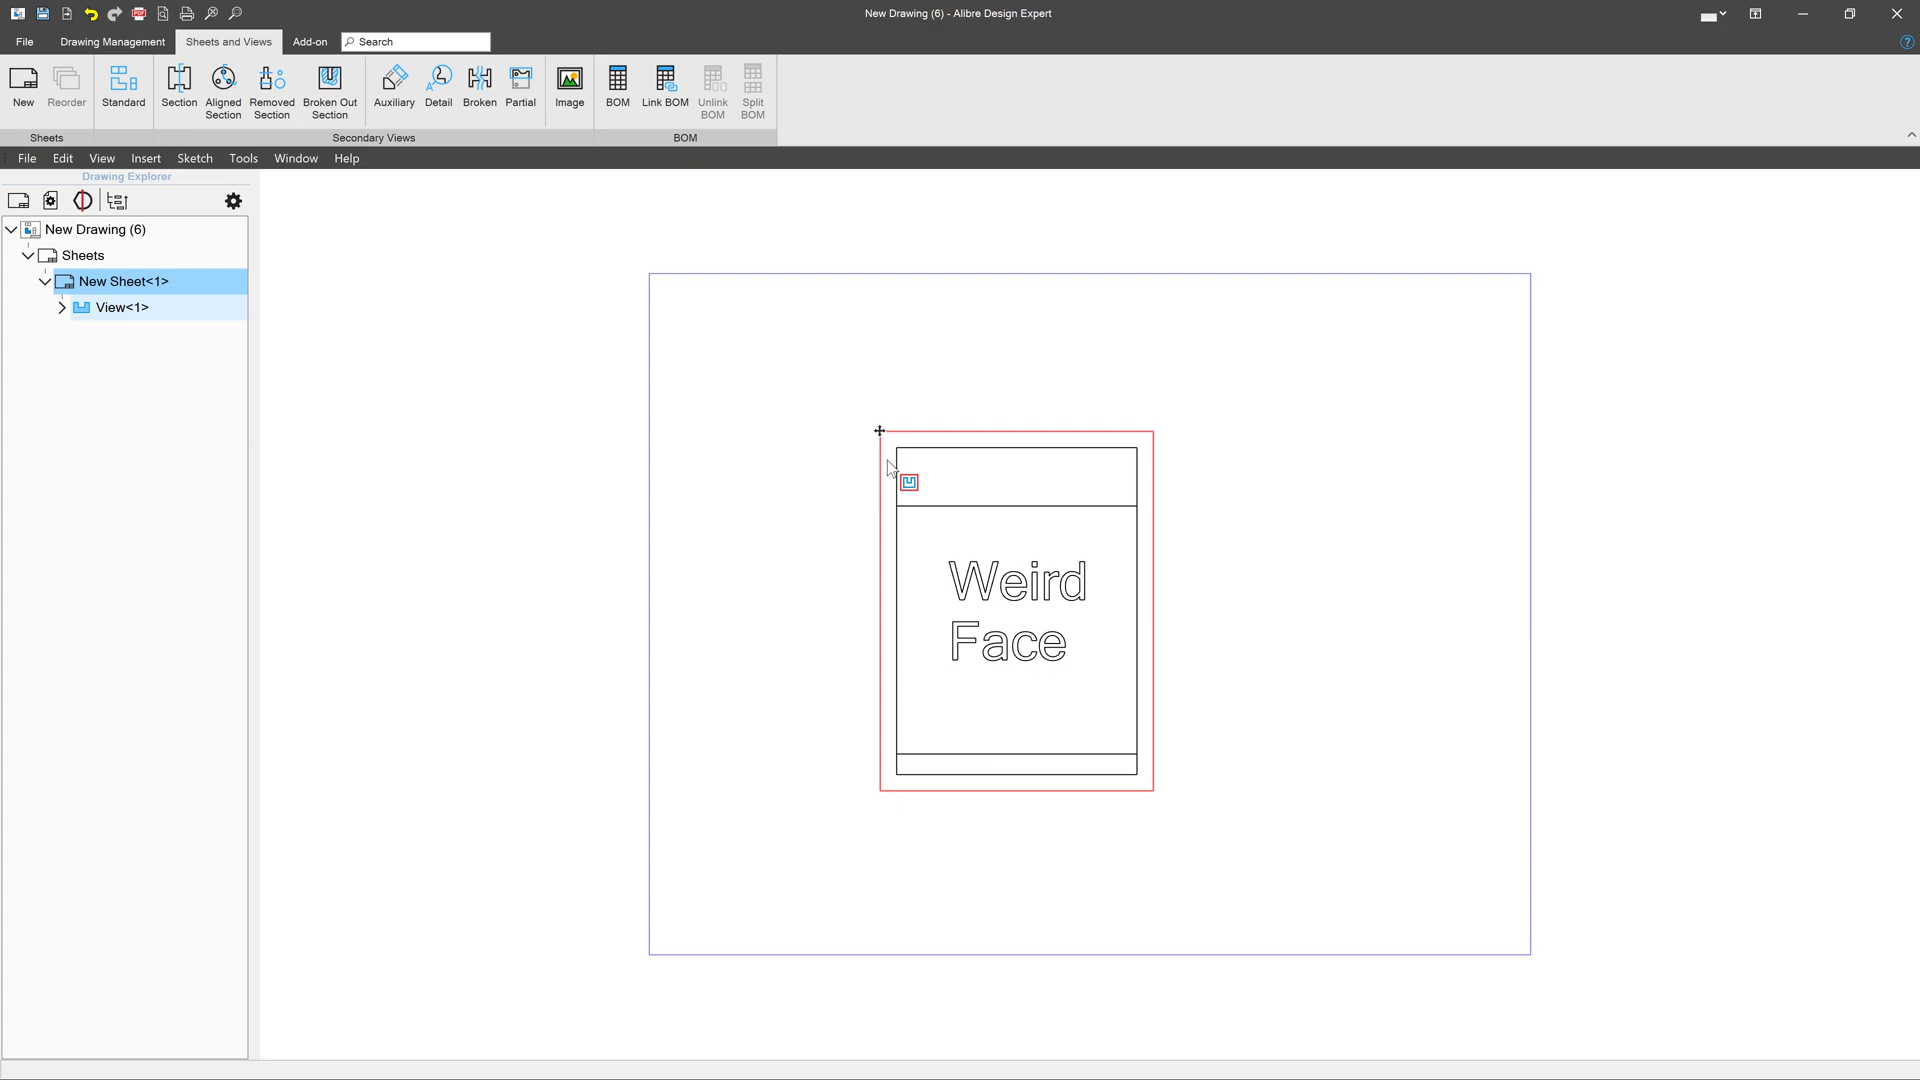 New Drawing (6) - Alibre Design Expert
File Drawing Management Sheets and Views Add-on Search
New Reorder Standard Section Aligned Section Removed Section Broken Out Section Auxiliary Detail Broken Partial Image BOM Link BOM Unlink BOM Split BOM
Sheets Secondary Views BOM
File Edit View Insert Sketch Tools Window Help
Drawing Explorer
New Drawing (6)
Sheets
New Sheet<1>
View<1>
Weird
Face